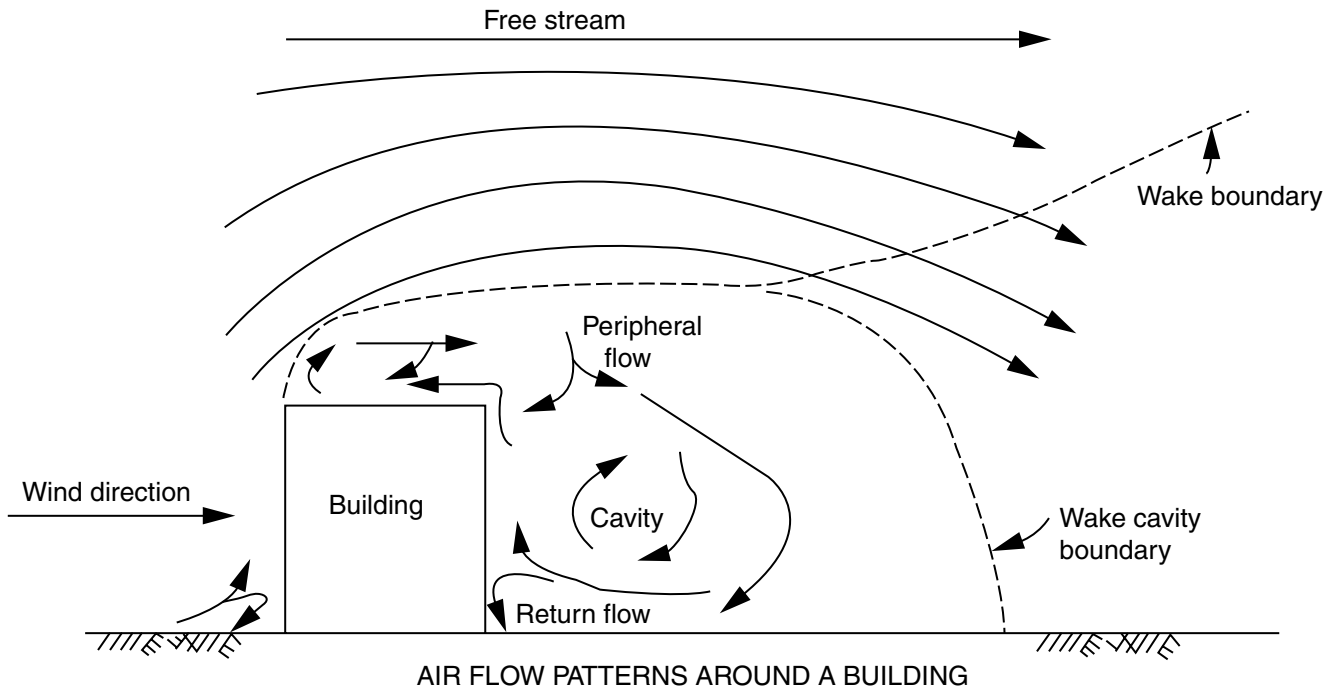 Free stream
Wake boundary
Peripheral
flow
Wind direction
Building
Cavity
Wake cavity
boundary
Return flow
AIR FLOW PATTERNS AROUND A BUILDING